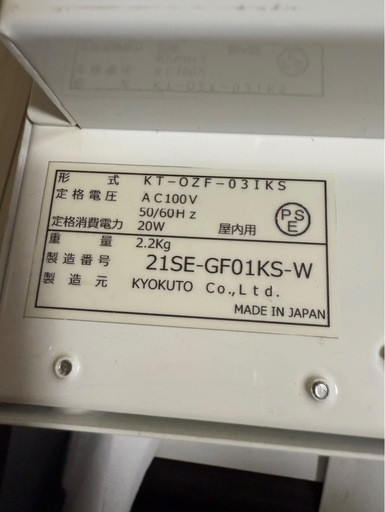 形 式 KT-OZF-03IKS
定格電圧 AC100V
50/60Hz
定格消費電力 20W 屋内用
PSE
重 量 2.2Kg
製造番号 21SE-GF01KS-W
製造元 KYOKUTO Co.,Ltd.
MADE IN JAPAN